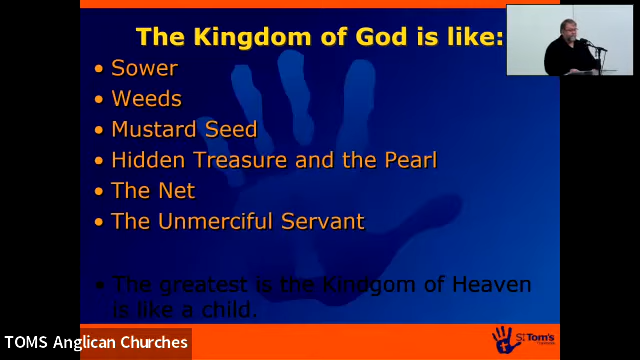 The Kingdom of God is like:
• Sower
• Weeds
• Mustard Seed
• Hidden Treasure and the Pearl
• The Net
• The Unmerciful Servant
• The greatest is the Kindgom of Heaven
is like a child.
TOMS Anglican Churches
St Tom's